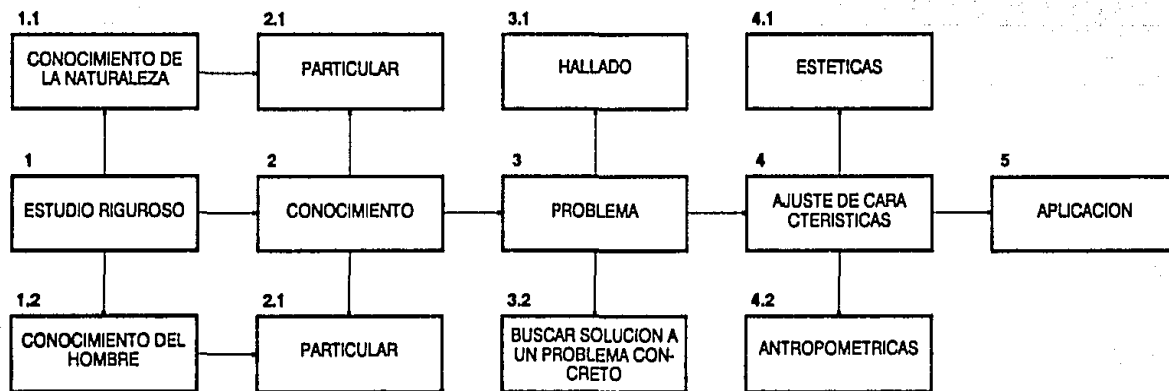 1.1
CONOCIMIENTO DE
LA NATURALEZA
2.1
PARTICULAR
3.1
HALLADO
4.1
ESTETICAS
1
ESTUDIO RIGUROSO
2
CONOCIMIENTO
3
PROBLEMA
4
AJUSTE DE CARA
CTERISTICAS
5
APLICACION
1.2
CONOCIMIENTO DEL
HOMBRE
2.1
PARTICULAR
3.2
BUSCAR SOLUCION A
UN PROBLEMA CON-
CRETO
4.2
ANTROPOMETRICAS